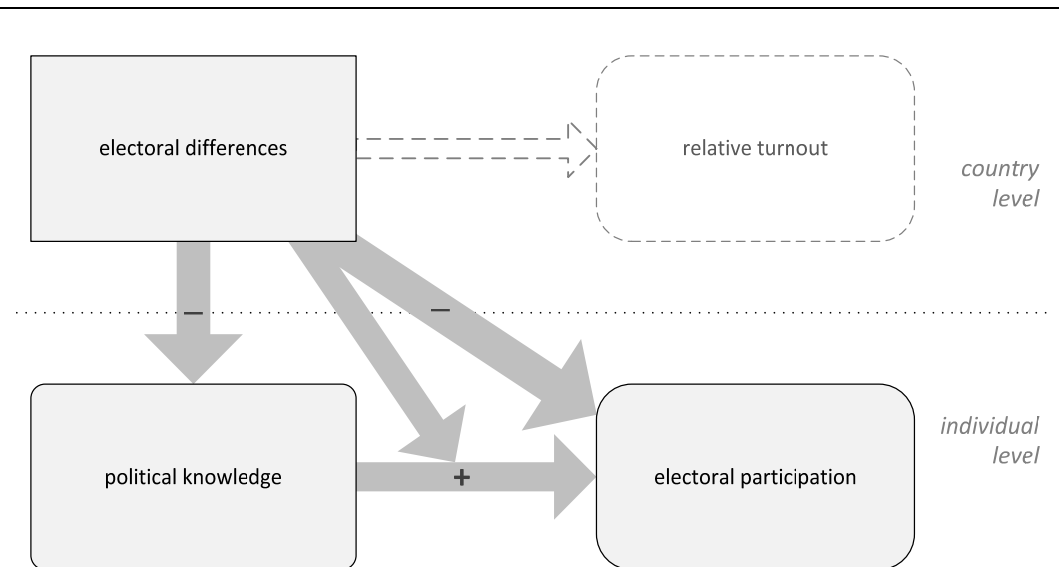 electoral differences
relative turnout
country
level
–
–
political knowledge
+
electoral participation
individual
level